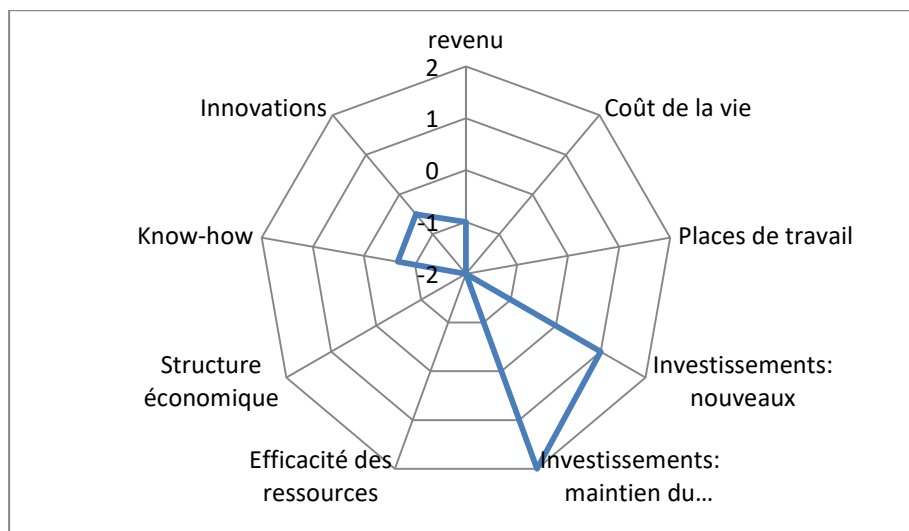 revenu
Coût de la vie
Places de travail
Investissements:
nouveaux
Investissements:
maintien du…
Efficacité des
ressources
Structure
économique
Know-how
Innovations
2
1
0
-1
-2